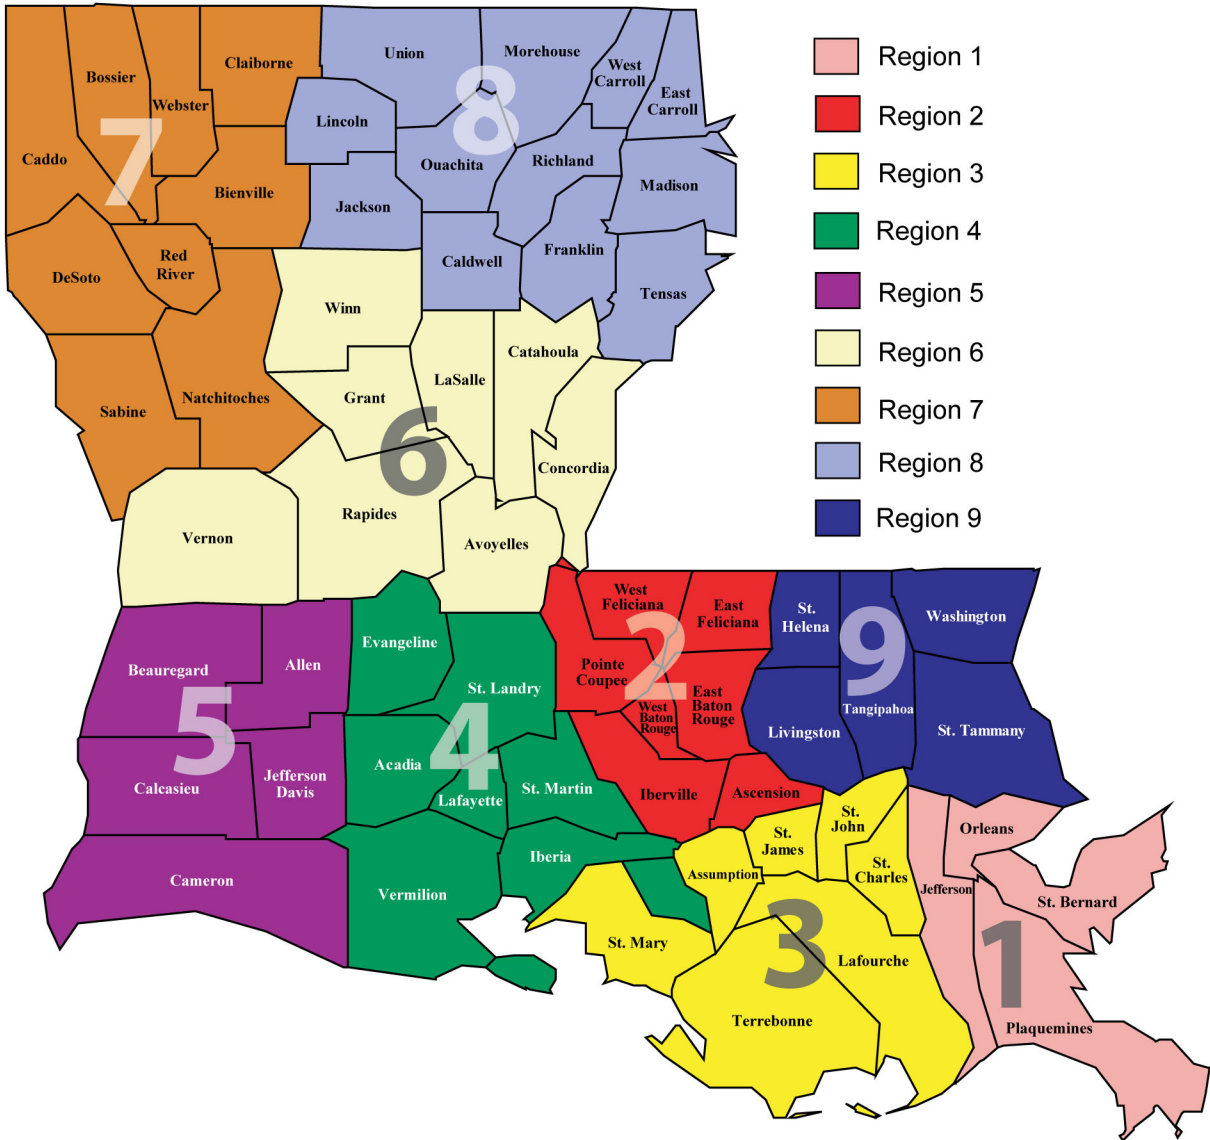 Union
Morehouse
West
Carroll
East
Carroll
Claiborne
Bossier
Webster
Lincoln
8
Caddo
7
Ouachita
Richland
Madison
Bienville
Jackson
Franklin
Caldwell
Red
River
DeSoto
Tensas
Winn
Catahoula
LaSalle
Grant
Natchitoches
Sabine
6
Concordia
Rapides
Vernon
Avoyelles
West
Feliciana
East
Feliciana
St.
Helena
Washington
Evangeline
2
9
Beauregard
Allen
Pointe
Coupee
St. Landry
East
Baton
Rouge
West
Baton
Rouge
Tangipahoa
5
4
Livingston
St. Tammany
Acadia
Jefferson
Davis
Calcasieu
Lafayette
St. Martin
Iberville
Ascension
St.
John
St.
James
Orleans
Iberia
St.
Charles
Assumption
Jefferson
Cameron
Vermilion
St. Bernard
St. Mary
3
Lafourche
1
Terrebonne
Plaquemines
Region 1
Region 2
Region 3
Region 4
Region 5
Region 6
Region 7
Region 8
Region 9